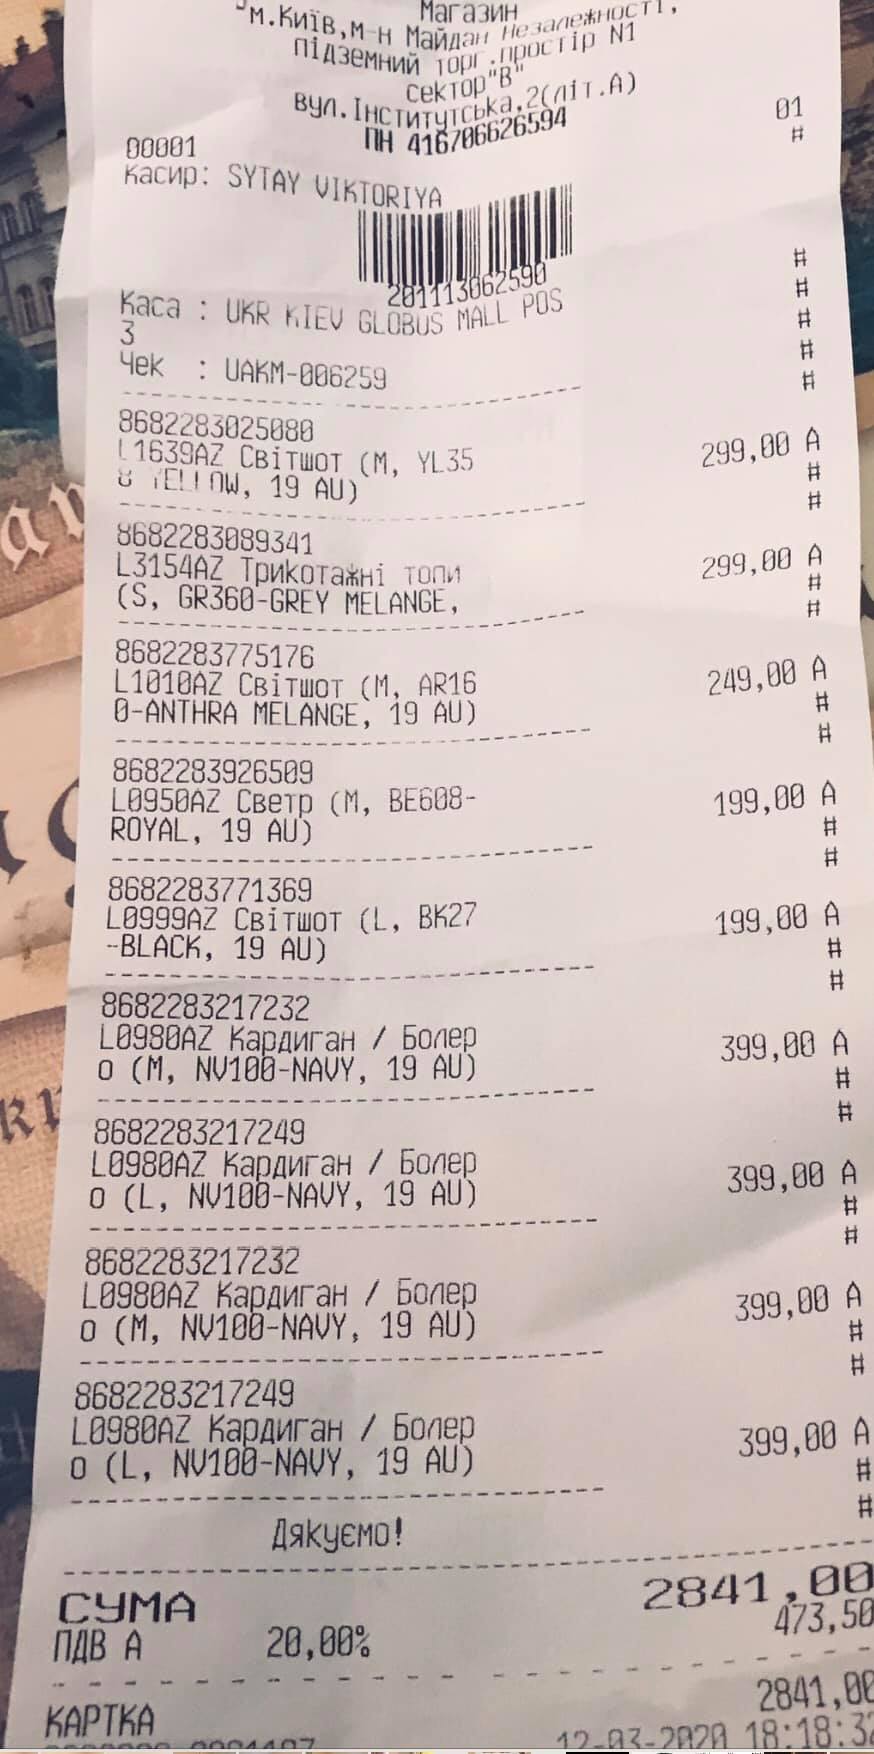 Магазин
м.Київ,м-н Майдан Незалежності,
підземний торг.простір N1
сектор"В"
вул.Інститутська,2(літ.А)
ПН 416706626594
00001 01
Касир: SYTAY VIKTORIYA #
201113062590
#
Каса : UKR KIEV GLOBUS MALL POS #
3 #
Чек : UAKM-006259 #
#
8682283025080
L1639AZ Світшот (M, YL35 299,00 А
8 YELLOW, 19 AU) #
#
8682283089341
L3154AZ Трикотажні топи 299,00 А
(S, GR360-GREY MELANGE, #
#
8682283775176
L1010AZ Світшот (M, AR16 249,00 А
0-ANTHRA MELANGE, 19 AU) #
#
8682283926509
L0950AZ Светр (M, BE608- 199,00 А
ROYAL, 19 AU) #
#
8682283771369
L0999AZ Світшот (L, BK27 199,00 А
-BLACK, 19 AU) #
#
8682283217232
L0980AZ Кардиган / Болер 399,00 А
о (M, NV100-NAVY, 19 AU) #
#
8682283217249
L0980AZ Кардиган / Болер 399,00 А
о (L, NV100-NAVY, 19 AU) #
#
8682283217232
L0980AZ Кардиган / Болер 399,00 А
о (M, NV100-NAVY, 19 AU) #
#
8682283217249
L0980AZ Кардиган / Болер 399,00 А
о (L, NV100-NAVY, 19 AU) #
#
Дякуємо!
СУМА 2841,00
ПДВ А 20,00% 473,50
КАРТКА 2841,00
12-03-2020 18:18:32